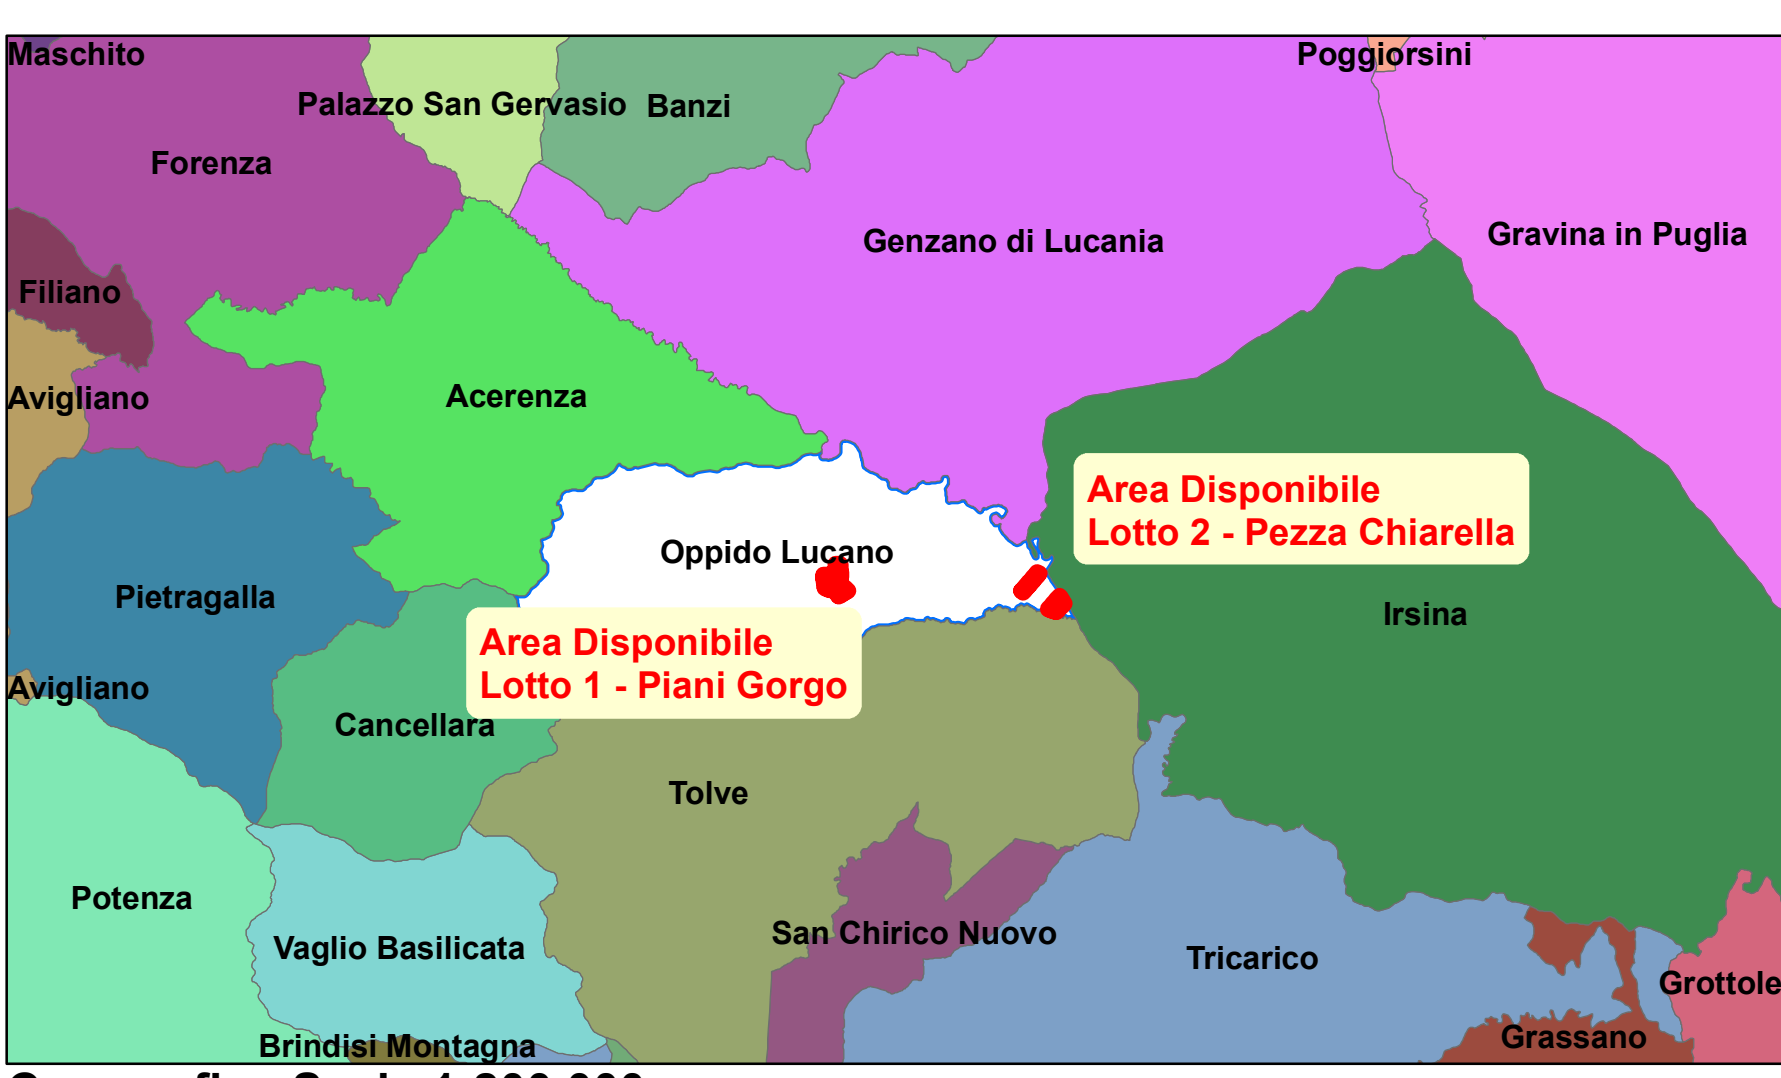 Maschito
Poggiorsini
Palazzo San Gervasio
Banzi
Forenza
Genzano di Lucania
Gravina in Puglia
Filiano
Avigliano
Acerenza
Area Disponibile
Lotto 2 - Pezza Chiarella
Oppido Lucano
Pietragalla
Irsina
Area Disponibile
Lotto 1 - Piani Gorgo
Avigliano
Cancellara
Tolve
Potenza
San Chirico Nuovo
Vaglio Basilicata
Tricarico
Grottole
Grassano
Brindisi Montagna